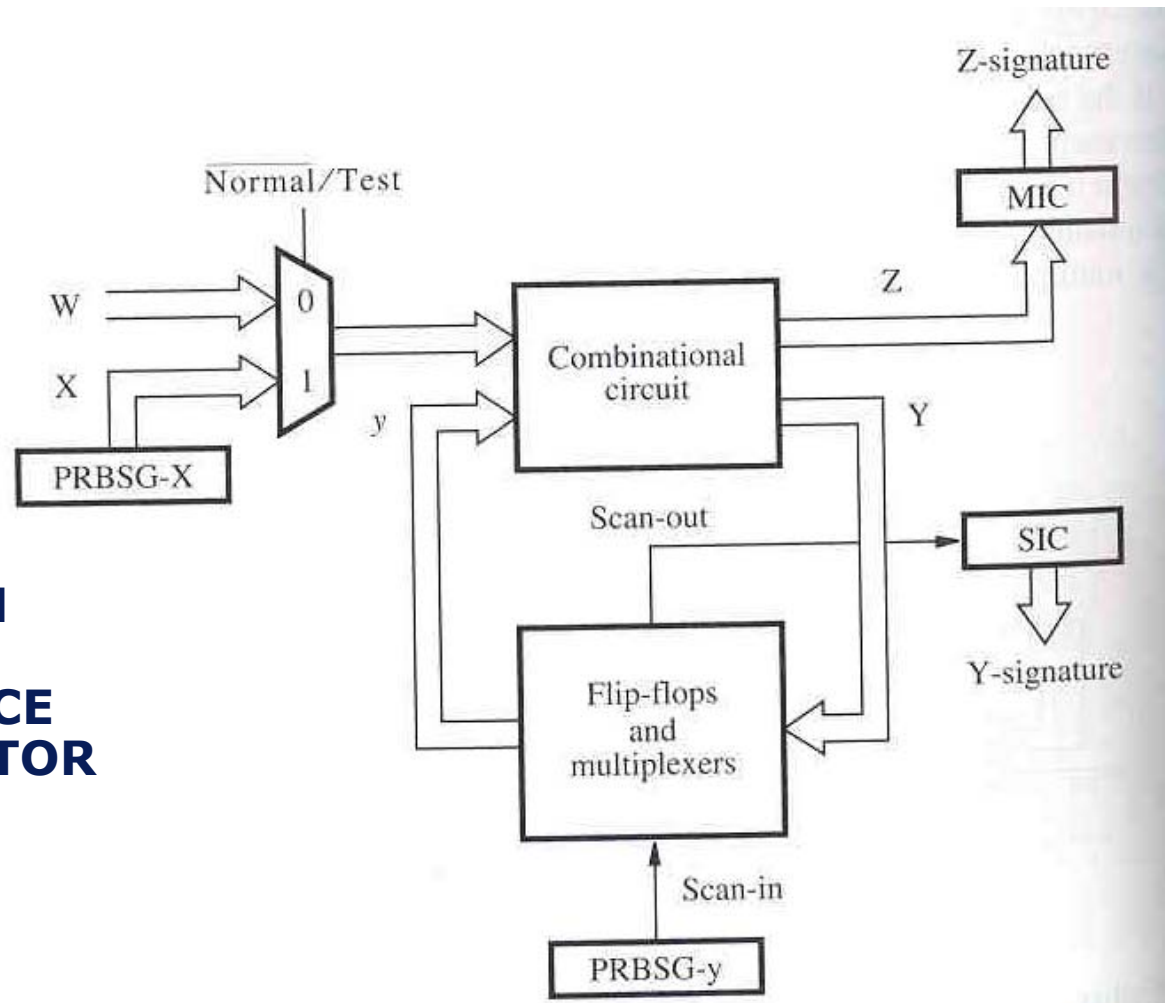 Z-signature
MIC
Normal/Test
W
0
X
1
PRBSG-X
y
Combinational
circuit
Z
Y
Scan-out
SIC
Y-signature
CE
TOR
Flip-flops
and
multiplexers
Scan-in
PRBSG-y